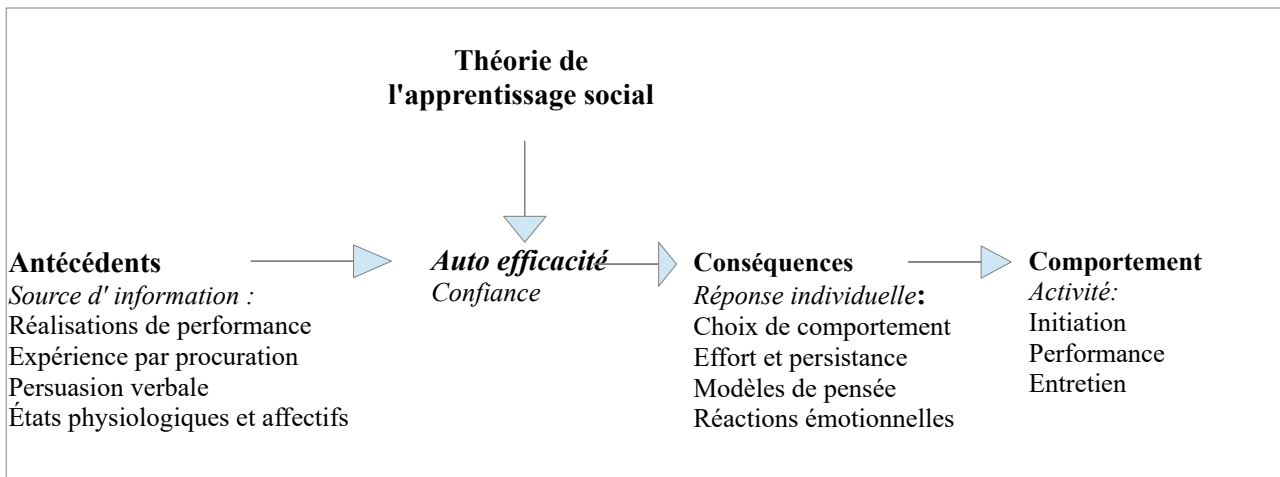 Théorie de
l'apprentissage social
Antécédents
Source d' information :
Réalisations de performance
Expérience par procuration
Persuasion verbale
États physiologiques et affectifs
Auto efficacité
Confiance
Conséquences
Réponse individuelle:
Choix de comportement
Effort et persistance
Modèles de pensée
Réactions émotionnelles
Comportement
Activité:
Initiation
Performance
Entretien